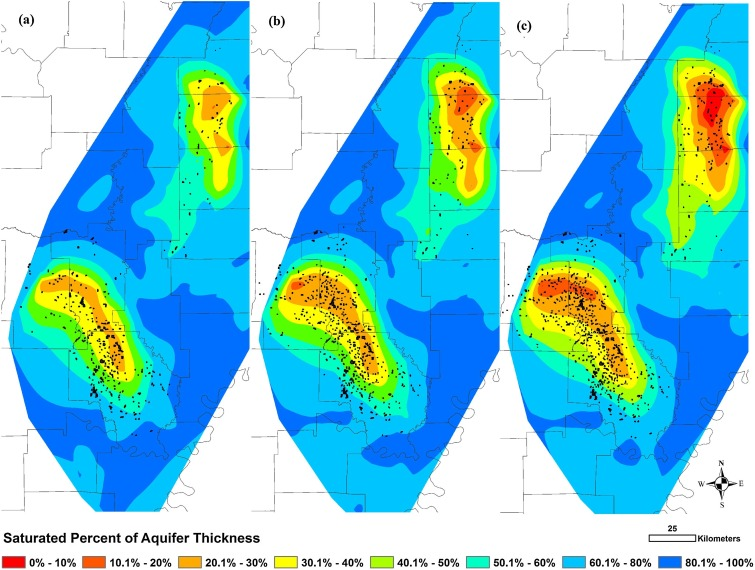 (a) (b) (c)
N
W E
S
Saturated Percent of Aquifer Thickness
25
Kilometers
0% - 10% 10.1% - 20% 20.1% - 30% 30.1% - 40% 40.1% - 50% 50.1% - 60% 60.1% - 80% 80.1% - 100%